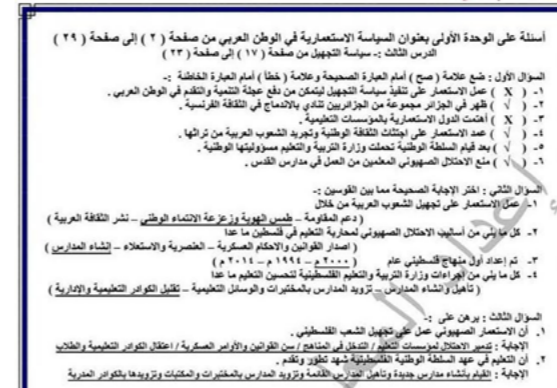 أسئلة على الوحدة الأولى بعنوان السياسة الاستعمارية في الوطن العربي من صفحة ( ٢ ) إلى صفحة ( ٢٩ )
الدرس الثالث :- سياسة التجهيل من صفحة ( ١٧ ) إلى صفحة ( ٢٣ )
السؤال الأول : ضع علامة ( صح ) أمام العبارة الصحيحة وعلامة ( خطأ ) أمام العبارة الخاطئة :-
١- ( X ) عمل الاستعمار على تنفيذ سياسة التجهيل ليتمكن من دفع عجلة التنمية والتقدم في الوطن العربي .
٢- ( √ ) ظهر في الجزائر مجموعة من الجزائريين تنادي بالاندماج في الثقافة الفرنسية .
٣- ( X ) أهتمت الدول الاستعمارية بالمؤسسات التعليمية .
٤- ( √ ) عمد الاستعمار على اجتثاث الثقافة الوطنية وتجريد الشعوب العربية من تراثها .
٥- ( √ ) بعد قيام السلطة الوطنية تحملت وزارة التربية والتعليم مسؤوليتها الوطنية .
٦- ( √ ) منع الاحتلال الصهيوني المعلمين من العمل في مدارس القدس .
السؤال الثاني : اختر الإجابة الصحيحة مما بين القوسين :-
١- عمل الاستعمار على تجهيل الشعوب العربية من خلال
( دعم المقاومة – طمس الهوية وزعزعة الانتماء الوطني – نشر الثقافة العربية )
٢- كل ما يلي من أساليب الاحتلال الصهيوني لمحاربة التعليم في فلسطين ما عدا
( اصدار القوانين والاحكام العسكرية – العنصرية والاستعلاء – إنشاء المدارس )
٣- تم إعداد أول منهاج فلسطيني عام ( ٢٠٠٠ م – ١٩٩٤ م – ٢٠١٤ م )
٤- كل ما يلي من اجراءات وزارة التربية والتعليم الفلسطينية لتحسين التعليم ما عدا
( تأهيل وانشاء المدارس – تزويد المدارس بالمختبرات والوسائل التعليمية – تقليل الكوادر التعليمية والإدارية )
السؤال الثالث : برهن على :-
١. أن الاستعمار الصهيوني عمل على تجهيل الشعب الفلسطيني .
الإجابة : تدمير الاحتلال لمؤسسات التعليم / التدخل في المناهج / سن القوانين والأوامر العسكرية / اعتقال الكوادر التعليمية والطلاب
٢. أن التعليم في عهد السلطة الوطنية الفلسطينية شهد تطور وتقدم .
الإجابة : القيام بأنشاء مدارس جديدة وتأهيل المدارس القائمة وتزويد المدارس بالمختبرات والمكتبات وتزويدها بالكوادر المدربة
إعداد